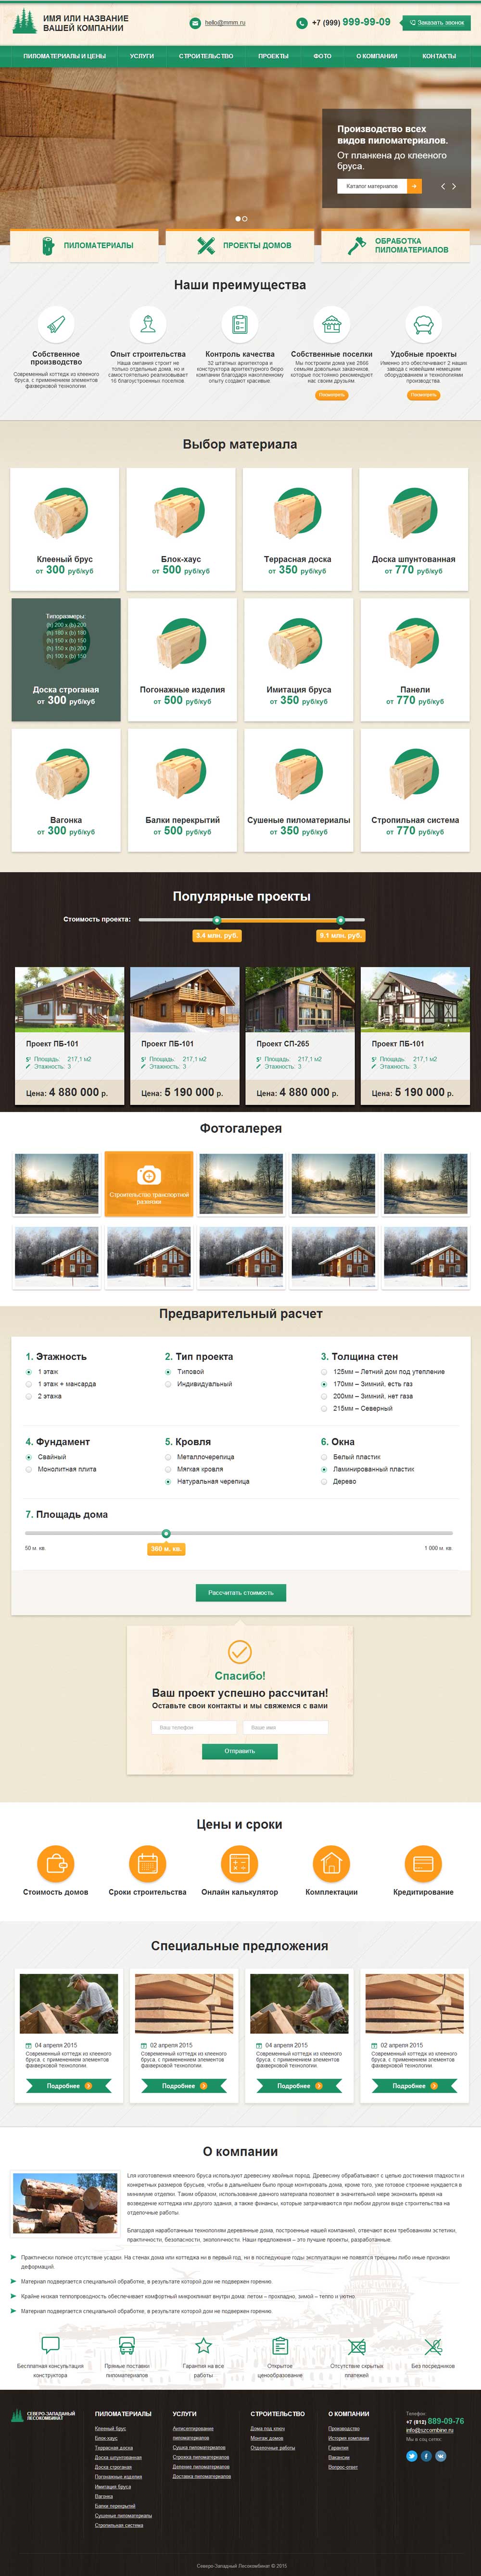 ИМЯ ИЛИ НАЗВАНИЕ
ВАШЕЙ КОМПАНИИ
hello@mmm.ru
+7 (999) 999-99-09
Заказать звонок
ПИЛОМАТЕРИАЛЫ И ЦЕНЫ
УСЛУГИ
СТРОИТЕЛЬСТВО
ПРОЕКТЫ
ФОТО
О КОМПАНИИ
КОНТАКТЫ
Производство всех
видов пиломатериалов.
От планкена до клееного
бруса.
Каталог материалов
ПИЛОМАТЕРИАЛЫ
ПРОЕКТЫ ДОМОВ
ОБРАБОТКА
ПИЛОМАТЕРИАЛОВ
Наши преимущества
Собственное
производство
Современный коттедж из клееного
бруса, с применением элементов
фахверковой технологии
Опыт строительства
Наша компания строит не
только отдельные дома, но и
самостоятельно реализовывает
16 благоустроенных поселков.
Контроль качества
32 штатных архитектора и
конструктора архитектурного бюро
компании благодаря накопленному
опыту создают красивые
Собственные поселки
Мы построили дома уже 2866
семьям довольных заказчиков,
которые постоянно рекомендуют
нас своим друзьям
Посмотреть
Удобные проекты
Именно это обеспечивают 2 наших
завода с новейшим немецким
оборудованием и технологиями
производства
Посмотреть
Выбор материала
Клееный брус
от 300 руб/куб
Блок-хаус
от 500 руб/куб
Террасная доска
от 350 руб/куб
Доска шпунтованная
от 770 руб/куб
Типоразмеры:
(h) 200 x (b) 200
(h) 180 x (b) 180
(h) 150 x (b) 150
(h) 150 x (b) 200
(h) 100 x (b) 150
Доска строганая
от 300 руб/куб
Погонажные изделия
от 500 руб/куб
Имитация бруса
от 350 руб/куб
Панели
от 770 руб/куб
Вагонка
от 300 руб/куб
Балки перекрытий
от 500 руб/куб
Сушеные пиломатериалы
от 350 руб/куб
Стропильная система
от 770 руб/куб
Популярные проекты
Стоимость проекта:
3.4 млн. руб.
9.1 млн. руб.
Проект ПБ-101
Площадь: 217,1 м2
Этажность: 3
Цена: 4 880 000 р.
Проект ПБ-101
Площадь: 217,1 м2
Этажность: 3
Цена: 5 190 000 р.
Проект СП-265
Площадь: 217,1 м2
Этажность: 3
Цена: 4 880 000 р.
Проект ПБ-101
Площадь: 217,1 м2
Этажность: 3
Цена: 5 190 000 р.
Фотогалерея
Строительство транспортной
развязки
Предварительный расчет
1. Этажность
1 этаж
1 этаж + мансарда
2 этажа
2. Тип проекта
Типовой
Индивидуальный
3. Толщина стен
125мм – Летний дом под утепление
170мм – Зимний, есть газ
200мм – Зимний, нет газа
215мм – Северный
4. Фундамент
Свайный
Монолитная плита
5. Кровля
Металлочерепица
Мягкая кровля
Натуральная черепица
6. Окна
Белый пластик
Ламинированный пластик
Дерево
7. Площадь дома
50 м. кв.
360 м. кв.
1 000 м. кв.
Рассчитать стоимость
Спасибо!
Ваш проект успешно рассчитан!
Оставьте свои контакты и мы свяжемся с вами
Ваш телефон
Ваше имя
Отправить
Цены и сроки
Стоимость домов
Сроки строительства
Онлайн калькулятор
Комплектации
Кредитирование
Специальные предложения
04 апреля 2015
Современный коттедж из клееного
бруса, с применением элементов
фахверковой технологии.
Подробнее
02 апреля 2015
Современный коттедж из клееного
бруса, с применением элементов
фахверковой технологии.
Подробнее
04 апреля 2015
Современный коттедж из клееного
бруса, с применением элементов
фахверковой технологии.
Подробнее
02 апреля 2015
Современный коттедж из клееного
бруса, с применением элементов
фахверковой технологии.
Подробнее
О компании
Для изготовления клееного бруса используют древесину хвойных пород. Древесину обрабатывают с целью достижения гладкости и
конкретных размеров брусьев, чтобы в дальнейшем было проще монтировать дома, кроме того, уже готовое строение нуждается в
минимуме отделки. Таким образом, использование данного материала позволяет в значительной мере экономить время на
возведение коттеджа или другого здания, а также финансы, которые затрачиваются при любом другом виде строительства на
отделочные работы.
Благодаря наработанным технологиям деревянные дома, построенные нашей компанией, отвечают всем требованиям эстетики,
практичности, безопасности, экологичности. Наши предложения – это лучшие проекты, разработанные:
Практически полное отсутствие усадки. На стенах дома или коттеджа ни в первый год, ни в последующие годы эксплуатации не появятся трещины либо иные признаки
деформаций.
Материал подвергается специальной обработке, в результате которой дом не подвержен горению.
Крайне низкая теплопроводность обеспечивает комфортный микроклимат внутри дома: летом – прохладно, зимой – тепло и уютно.
Материал подвергается специальной обработке, в результате которой дом не подвержен горению.
Бесплатная консультация
конструктора
Прямые поставки
пиломатериалов
Гарантия на все
работы
Открытое
ценообразование
Отсутствие скрытых
платежей
Без посредников
СЕВЕРО-ЗАПАДНЫЙ
ЛЕСОКОМБИНАТ
ПИЛОМАТЕРИАЛЫ
Клееный брус
Блок-хаус
Террасная доска
Доска шпунтованная
Доска строганая
Погонажные изделия
Имитация бруса
Вагонка
Балки перекрытий
Сушеные пиломатериалы
Стропильная система
УСЛУГИ
Антисептирование
пиломатериалов
Сушка пиломатериалов
Строжка пиломатериалов
Деление пиломатериалов
Доставка пиломатериалов
СТРОИТЕЛЬСТВО
Дома под ключ
Монтаж домов
Отделочные работы
О КОМПАНИИ
Производство
История компании
Гарантия
Вакансии
Вопрос-ответ
Телефон:
+7 (812) 889-09-76
info@szcombine.ru
Мы в соц. сетях:
Северо-Западный Лесокомбинат © 2015